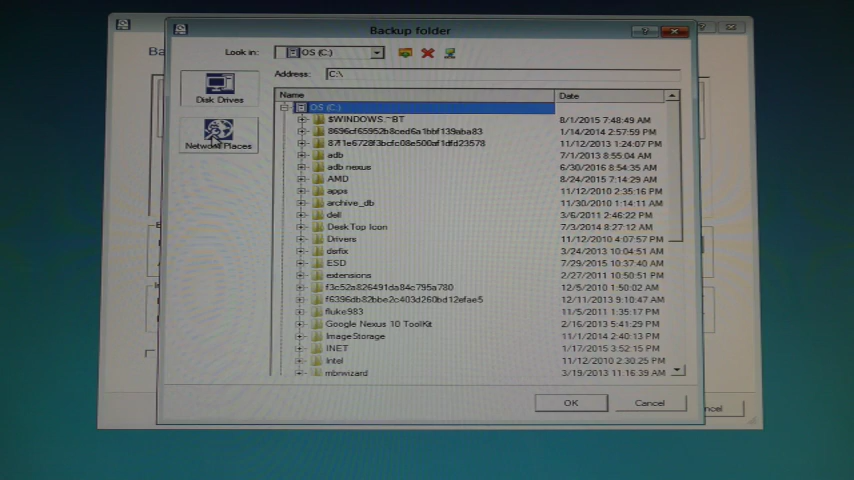 Backup folder
Ba
Look in: OS (C:)
Address: C:\
Disk Drives
Network Places
Name Date
OS (C:)
$WINDOWS.~BT 8/1/2015 7:48:49 AM
8696cf65952b8ced6a1bbf139aba83 1/14/2014 2:57:59 PM
87f1e6728f3bcfc08e500af1dfd23578 11/12/2013 1:24:07 PM
adb 7/1/2013 8:55:04 AM
adb nexus 6/30/2016 8:54:35 AM
AMD 8/24/2015 7:14:29 AM
apps 11/12/2010 2:35:16 PM
archive_db 11/30/2010 1:14:11 AM
dell 3/6/2011 2:46:22 PM
DeskTop Icon 7/3/2014 8:27:12 AM
Drivers 11/12/2010 4:07:57 PM
dsfix 3/24/2013 10:04:51 AM
ESD 7/29/2015 10:37:40 AM
extensions 2/27/2011 10:50:51 PM
f3c52a826491da84c795a780 12/5/2010 1:50:02 AM
f6396db82bbe2c403d260bd12efae5 12/11/2013 9:10:47 AM
fluke983 11/5/2011 1:35:17 PM
Google Nexus 10 ToolKit 2/16/2013 5:41:29 PM
ImageStorage 11/1/2014 2:40:13 PM
INET 1/17/2015 3:52:15 PM
Intel 11/12/2010 2:30:25 PM
mbrwizard 3/19/2013 11:16:39 AM
OK Cancel
ncel